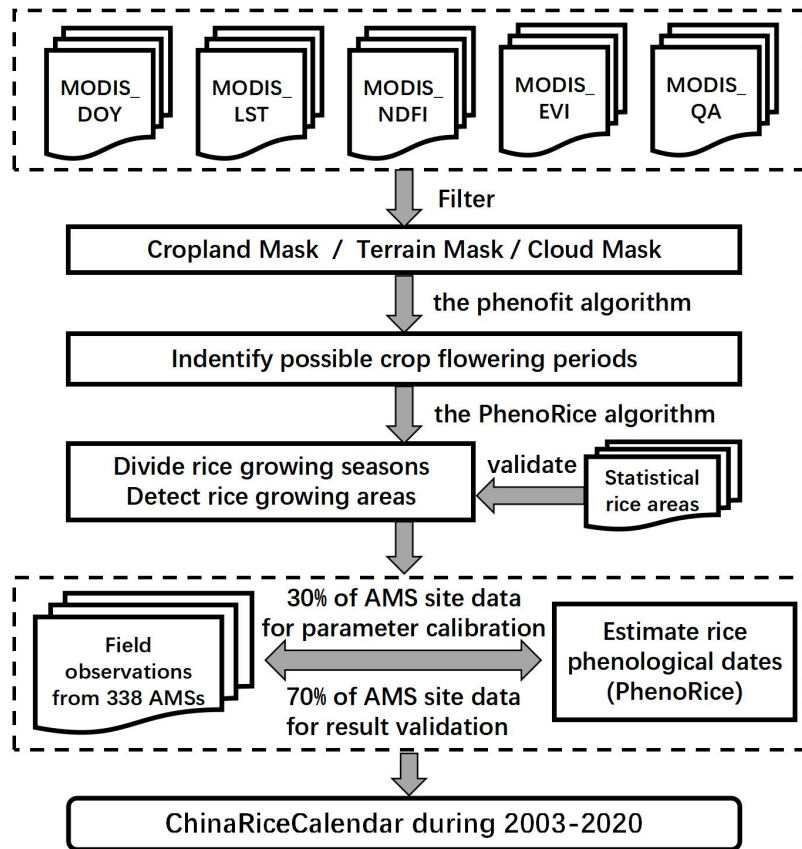 MODIS_
DOY
MODIS_
LST
MODIS_
NDFI
MODIS_
EVI
MODIS_
QA
Filter
Cropland Mask / Terrain Mask / Cloud Mask
the phenofit algorithm
Indentify possible crop flowering periods
the PhenoRice algorithm
Divide rice growing seasons
Detect rice growing areas
validate
Statistical
rice areas
Field
observations
from 338 AMSs
30% of AMS site data
for parameter calibration
70% of AMS site data
for result validation
Estimate rice
phenological dates
(PhenoRice)
ChinaRiceCalendar during 2003-2020